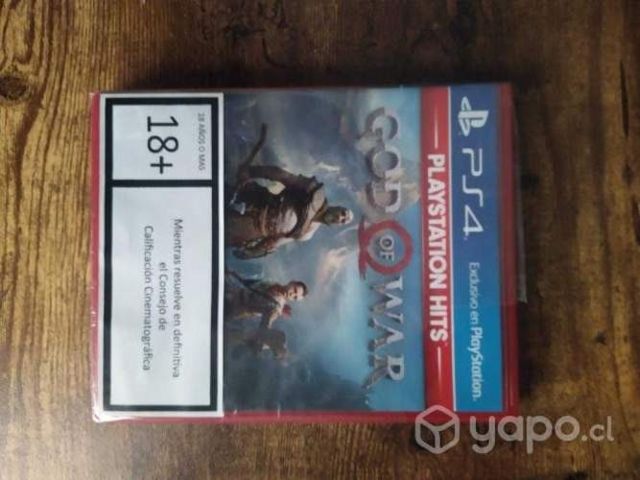 PS4
Exclusivo en PlayStation.
PLAYSTATION HITS
GOD OF WAR
18 AÑOS O MAS
18+
Mientras resuelve en definitiva
el Consejo de
Calificación Cinematográfica
yapo.cl